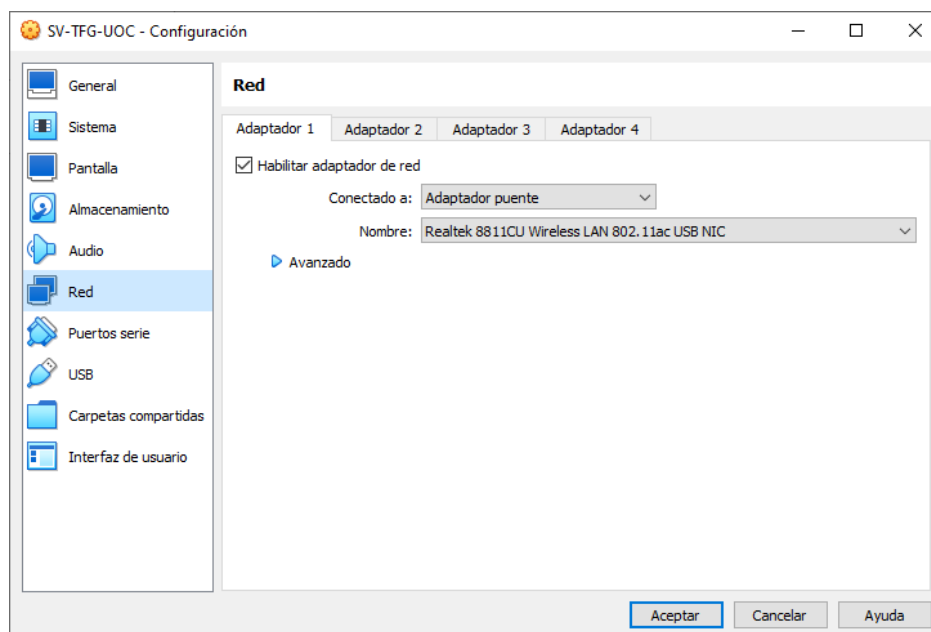 SV-TFG-UOC - Configuración
General
Sistema
Pantalla
Almacenamiento
Audio
Red
Puertos serie
USB
Carpetas compartidas
Interfaz de usuario
Red
Adaptador 1 Adaptador 2 Adaptador 3 Adaptador 4
Habilitar adaptador de red
Conectado a: Adaptador puente
Nombre: Realtek 8811CU Wireless LAN 802.11ac USB NIC
Avanzado
Aceptar Cancelar Ayuda